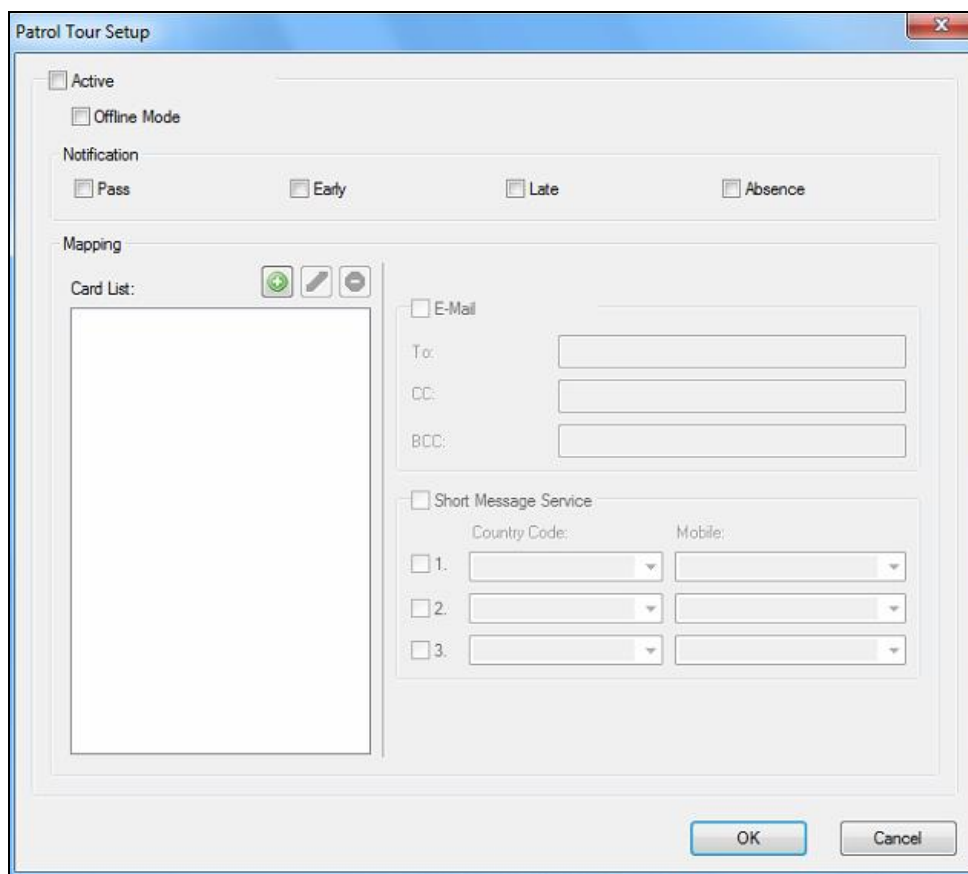 Patrol Tour Setup
Active
Offline Mode
Notification
Pass Early Late Absence
Mapping
Card List:
E-Mail
To:
CC:
BCC:
Short Message Service
Country Code: Mobile:
1.
2.
3.
OK Cancel